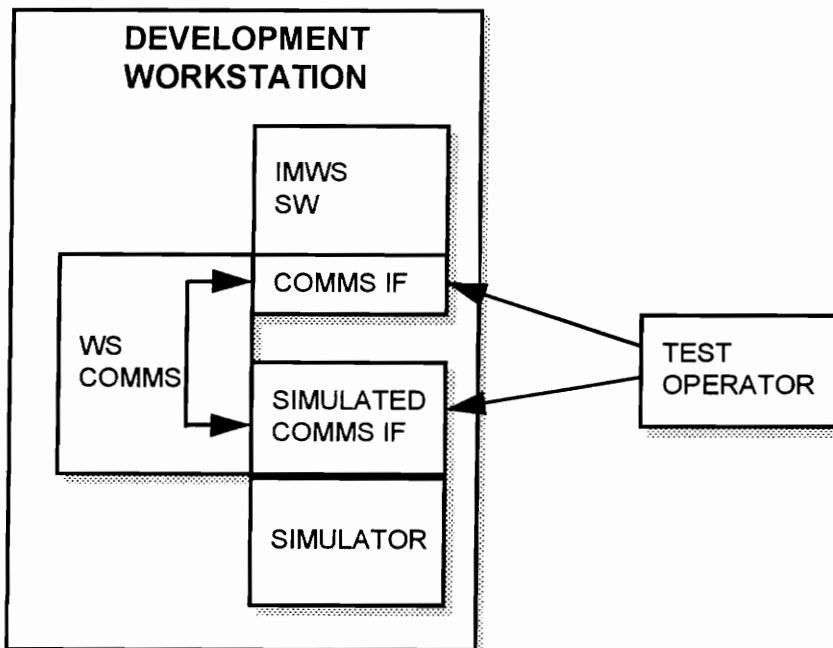 DEVELOPMENT
WORKSTATION
IMWS
SW
COMMS IF
WS
COMMS
SIMULATED
COMMS IF
SIMULATOR
TEST
OPERATOR